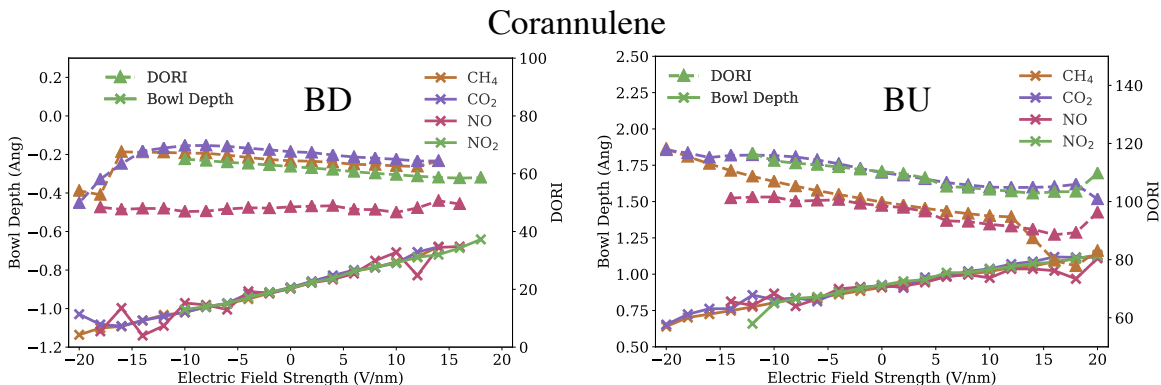 Corannulene
BD
DORI
Bowl Depth
CH4
CO2
NO
NO2
0.2
0.0
−0.2
−0.4
−0.6
−0.8
−1.0
−1.2
Bowl Depth (Ang)
100
80
60
40
20
0
DORI
−20 −15 −10 −5 0 5 10 15 20
Electric Field Strength (V/nm)
BU
DORI
Bowl Depth
CH4
CO2
NO
NO2
2.50
2.25
2.00
1.75
1.50
1.25
1.00
0.75
0.50
Bowl Depth (Ang)
140
120
100
80
60
DORI
−20 −15 −10 −5 0 5 10 15 20
Electric Field Strength (V/nm)